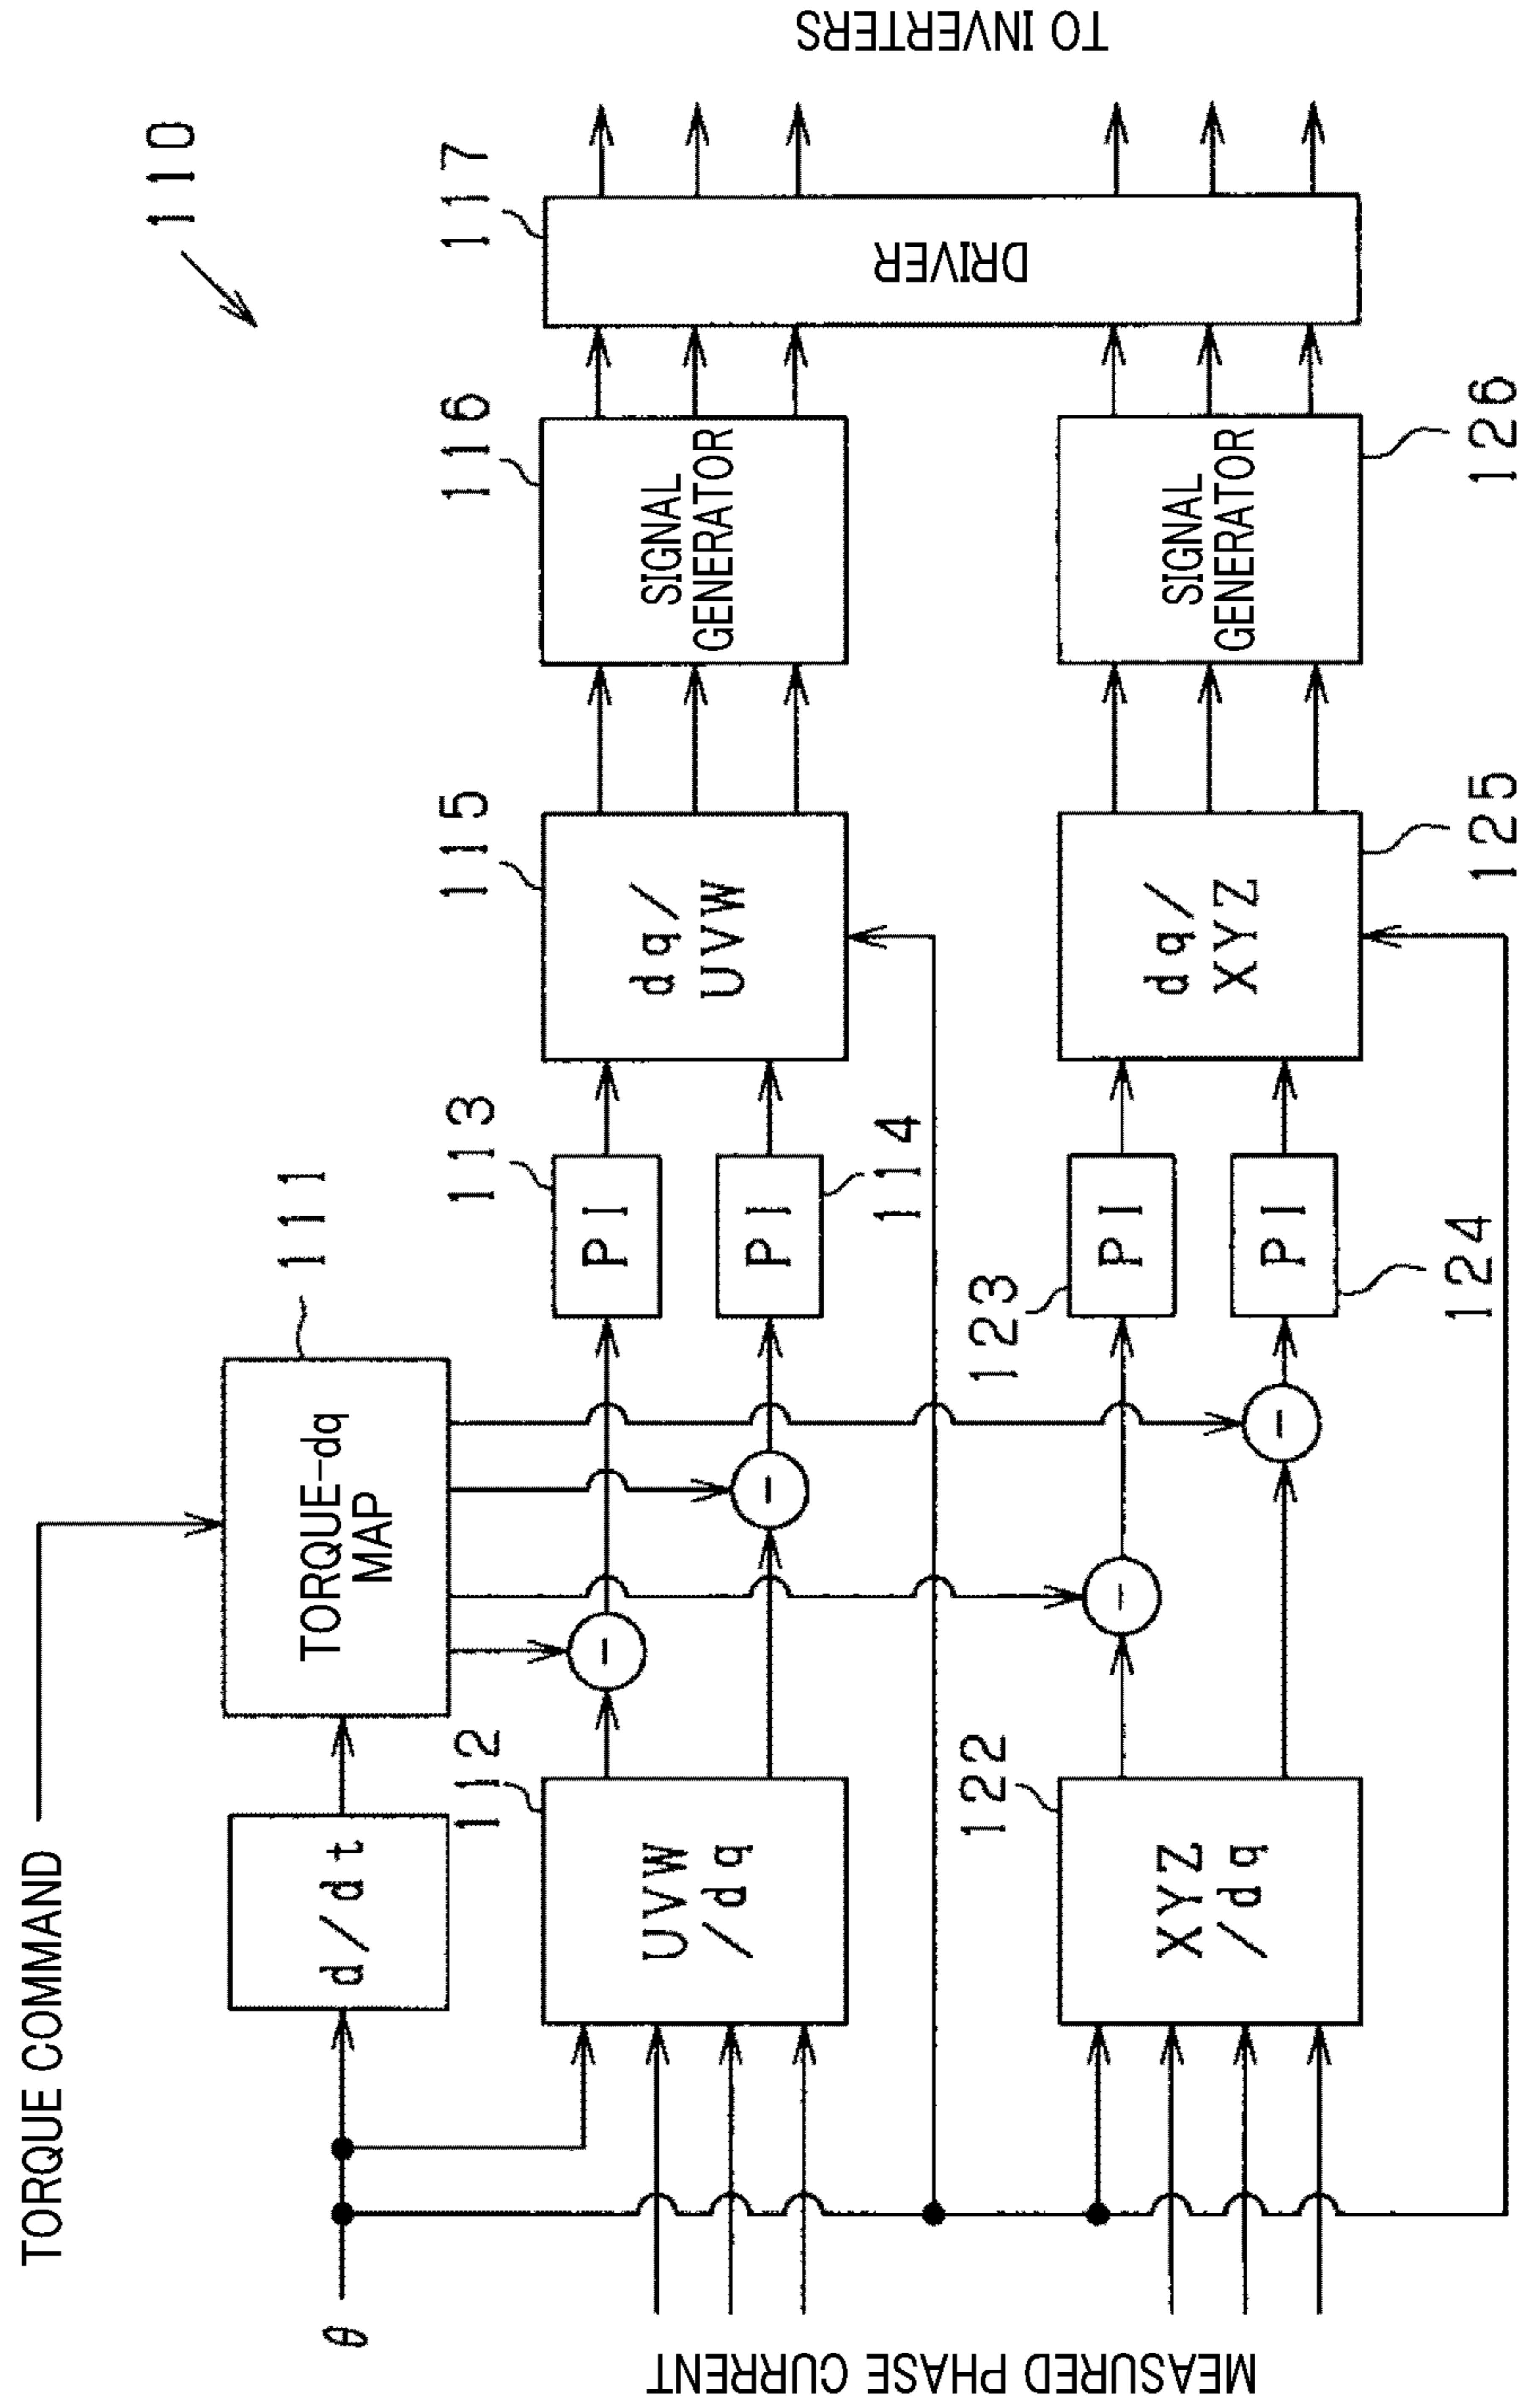 110
TORQUE COMMAND
111
θ
d/dt
TORQUE-dq
MAP
112
113
115
116
117
UVW
/dq
PI
PI
114
dq/
UVW
SIGNAL
GENERATOR
DRIVER
TO INVERTERS
MEASURED PHASE CURRENT
122
123
XYZ
/dq
PI
PI
124
dq/
XYZ
125
SIGNAL
GENERATOR
126